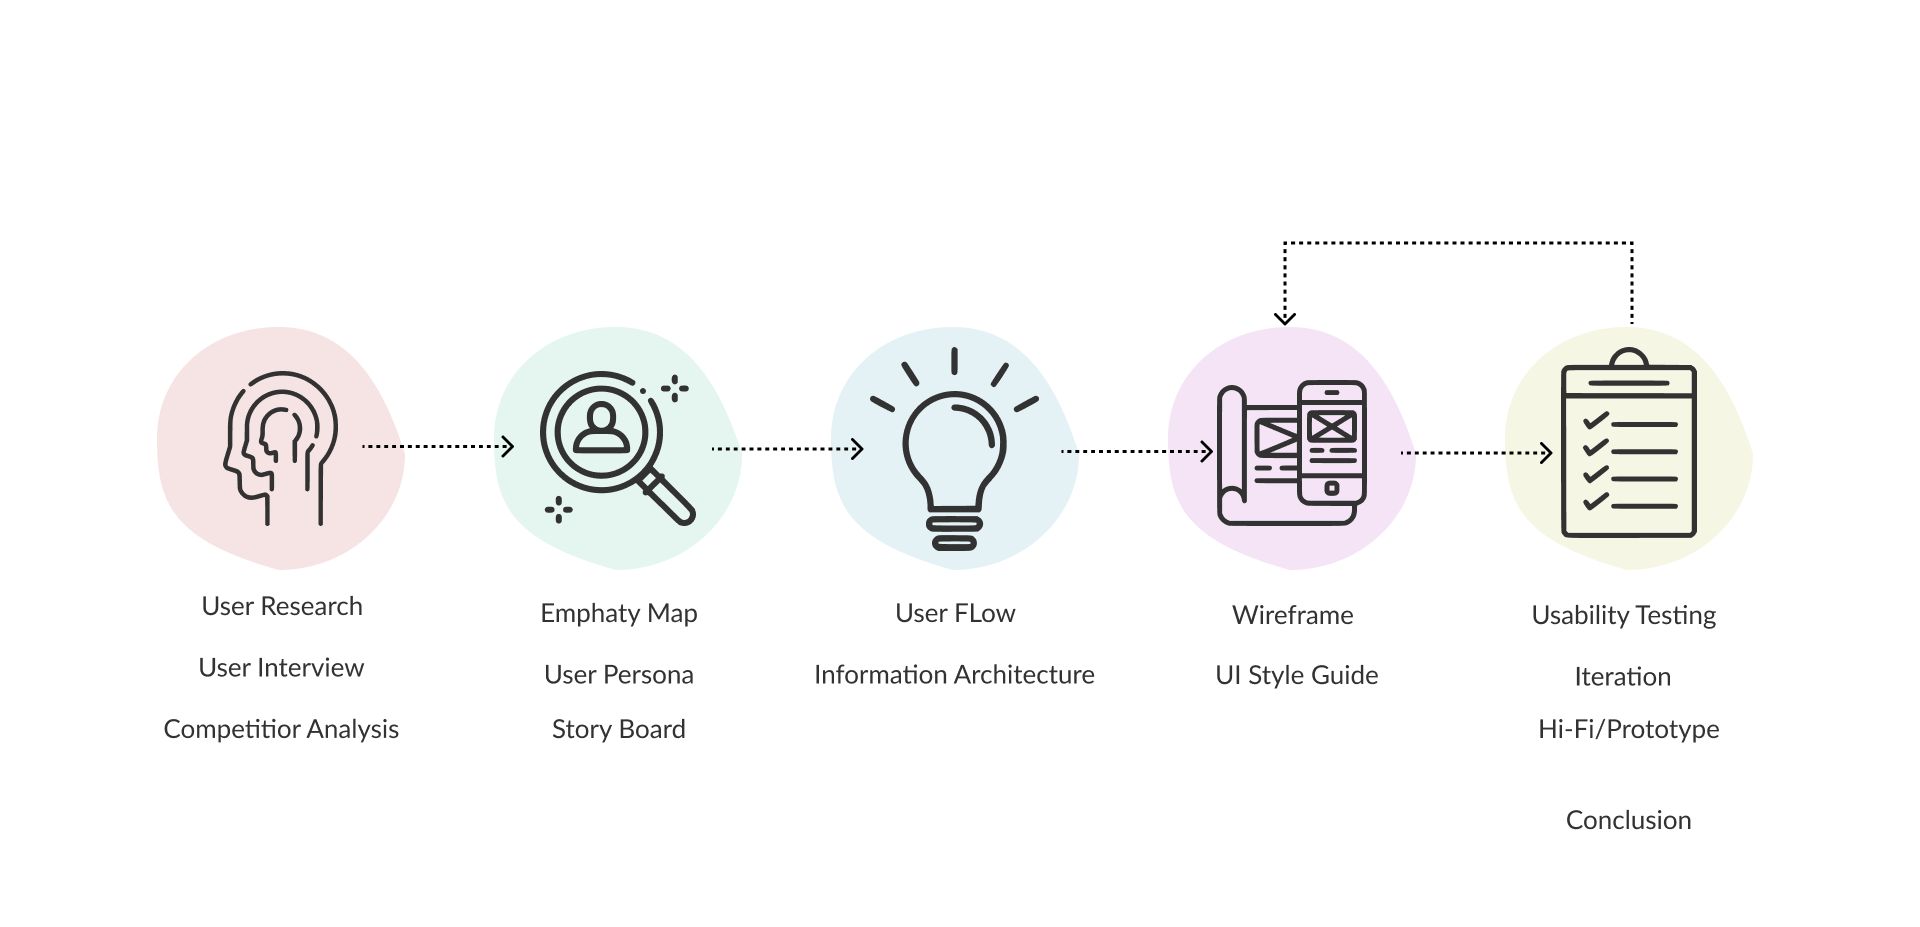 User Research
User Interview
Competitior Analysis
Emphaty Map
User Persona
Story Board
User FLow
Information Architecture
Wireframe
UI Style Guide
Usability Testing
Iteration
Hi-Fi/Prototype
Conclusion